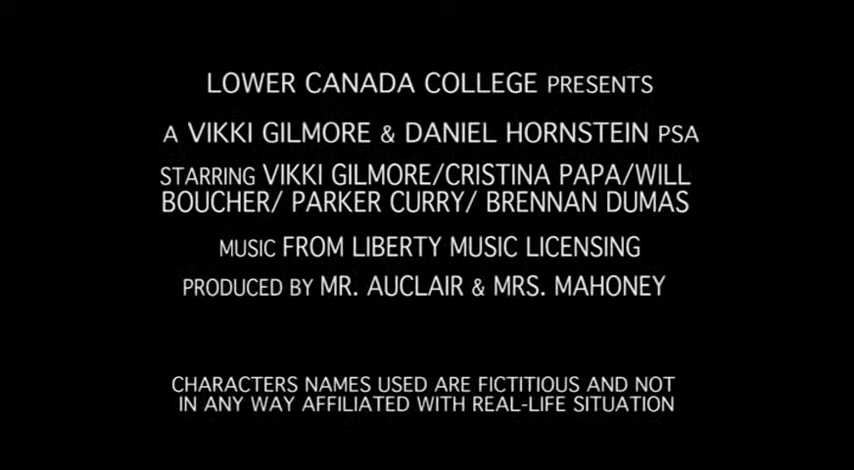 LOWER CANADA COLLEGE PRESENTS
A VIKKI GILMORE & DANIEL HORNSTEIN PSA
STARRING VIKKI GILMORE/CRISTINA PAPA/WILL
BOUCHER/ PARKER CURRY/ BRENNAN DUMAS
MUSIC FROM LIBERTY MUSIC LICENSING
PRODUCED BY MR. AUCLAIR & MRS. MAHONEY
CHARACTERS NAMES USED ARE FICTITIOUS AND NOT
IN ANY WAY AFFILIATED WITH REAL-LIFE SITUATION